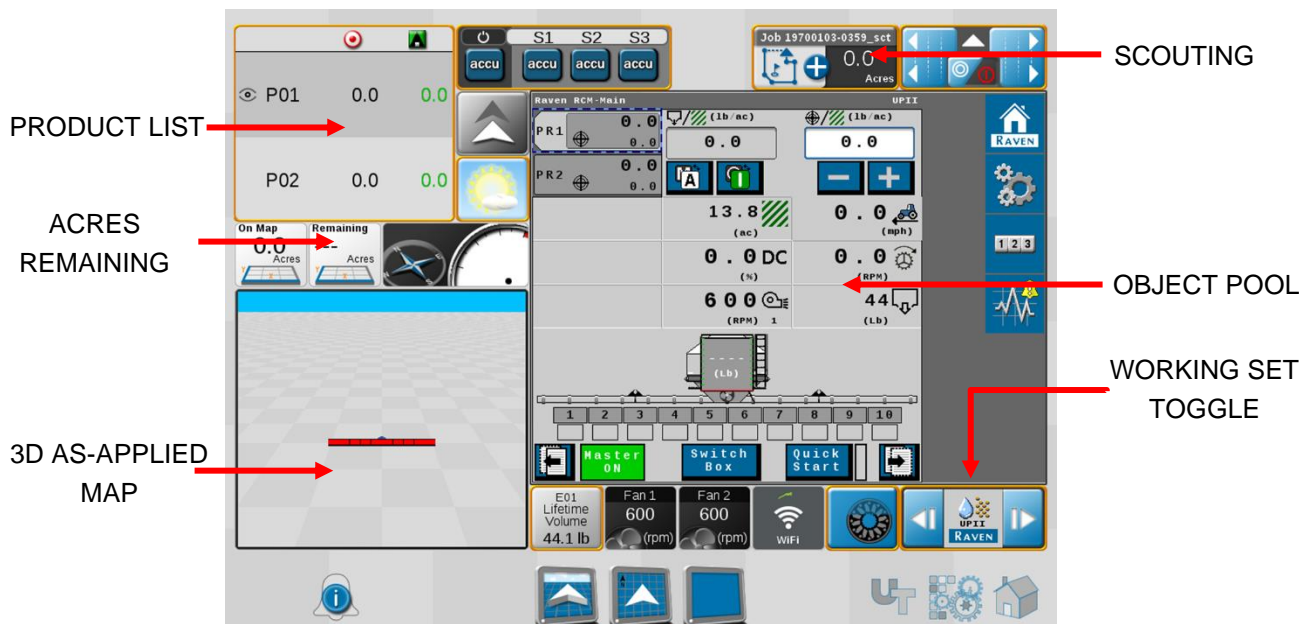 PRODUCT LIST
ACRES
REMAINING
3D AS-APPLIED
MAP
P01 0.0 0.0
P02 0.0 0.0
On Map
0.0
Acres
Remaining
--
Acres
S1 S2 S3
accu accu accu accu
Job 19700103-0359_sct
0.0
Acres
Raven RCM-Main UPII
PR1 0.0
0.0
PR2 0.0
0.0
(lb/ac) (lb/ac)
0.0 0.0
A I
13.8 0.0
(ac) (mph)
0.0 DC 0.0
(%) (RPM)
600 44
(RPM) 1 (Lb)
----
(Lb)
1 2 3 4 5 6 7 8 9 10
Master
ON
Switch
Box
Quick
Start
RAVEN
1 2 3
E01
Lifetime
Volume
44.1 lb
Fan 1
600
(rpm)
Fan 2
600
(rpm)
WiFi
UPII
RAVEN
i
UT
SCOUTING
OBJECT POOL
WORKING SET
TOGGLE